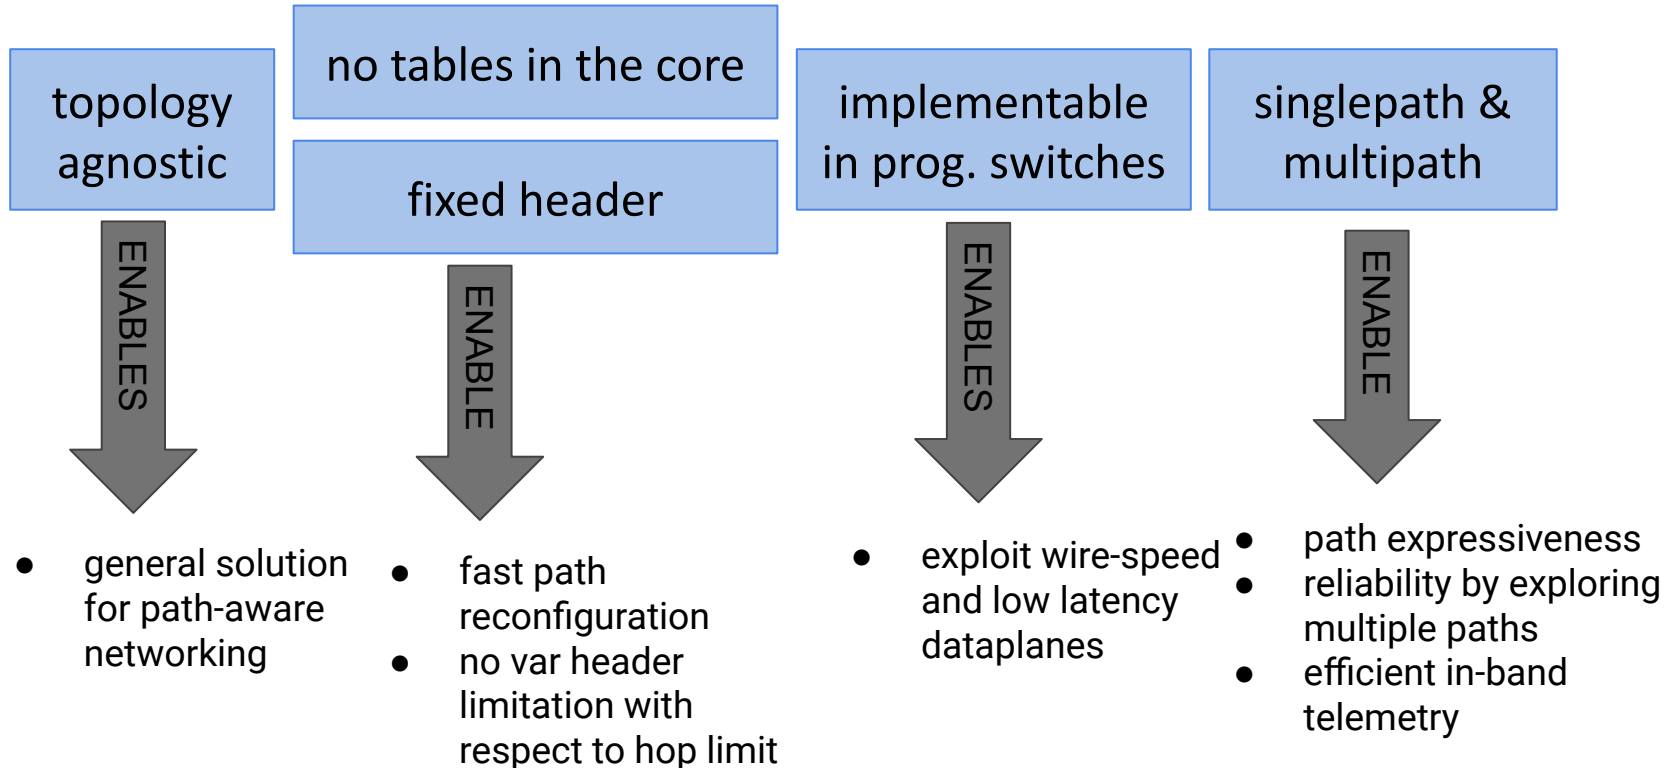 topology
agnostic
ENABLES
● general solution
for path-aware
networking
no tables in the core
fixed header
ENABLE
● fast path
reconfiguration
● no var header
limitation with
respect to hop limit
implementable
in prog. switches
ENABLES
● exploit wire-speed
and low latency
dataplanes
singlepath &
multipath
ENABLE
● path expressiveness
● reliability by exploring
multiple paths
● efficient in-band
telemetry